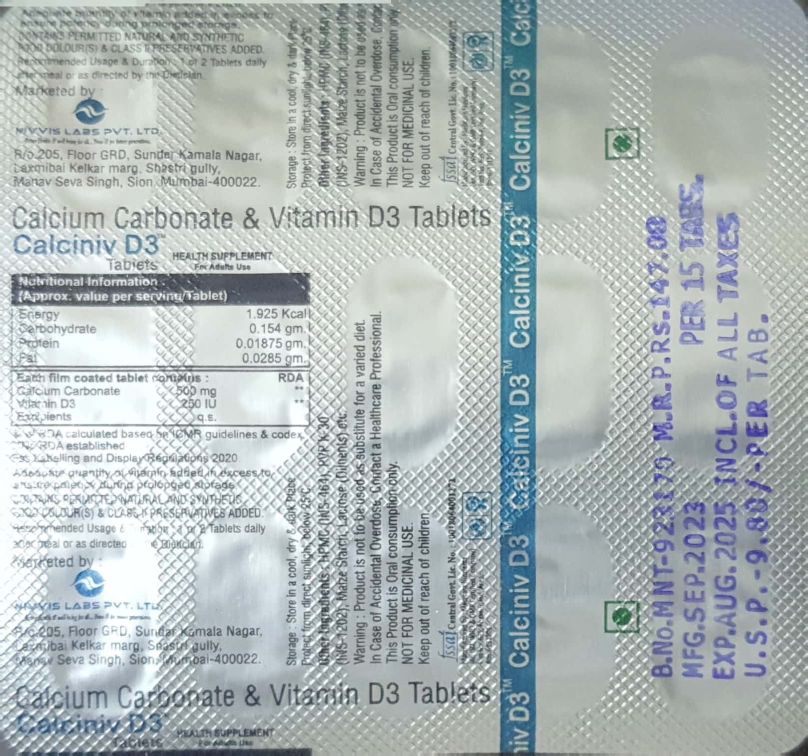 Adequate quantity of vitamin added in excess to
ensure potency during prolonged storage.
CONTAINS PERMITTED NATURAL AND SYNTHETIC
FOOD COLOUR(S) & CLASS II PRESERVATIVES ADDED.
Recommended Usage & Duration : 1 or 2 Tablets daily
after meal or as directed by the Dietician.
Marketed by :
NIVVIS LABS PVT. LTD.
R/o.205, Floor GRD, Sundar Kamala Nagar,
Laxmibai Kelkar marg, Shastri gully,
Manav Seva Singh, Sion, Mumbai-400022.
Storage : Store in a cool, dry & dark Place
Protect from direct sunlight, below 25°C
Other Ingredients : HPMC (INS-464),
(INS-1202), Maize Starch, Lactose
Warning : Product is not to be used as
In Case of Accidental Overdose, Contact
This Product is Oral consumption only.
NOT FOR MEDICINAL USE.
Keep out of reach of children.
fssai Central Govt. Lic. No.
Calcium Carbonate & Vitamin D3 Tablets
Calciniv D3™
Tablets
HEALTH SUPPLEMENT
For Adults Use
Nutritional Information
(Approx. value per serving/Tablet)
Energy 1.925 Kcal
Carbohydrate 0.154 gm.
Protein 0.01875 gm.
Fat 0.0285 gm.
Each film coated tablet contains : RDA
Calcium Carbonate 500 mg **
Vitamin D3 250 IU **
Excipients q.s.
RDA calculated based on ICMR guidelines & codex
RDA established
Labelling and Display Regulations 2020
Adequate quantity of vitamin added in excess to
ensure potency during prolonged storage
CONTAINS PERMITTED NATURAL AND SYNTHETIC
FOOD COLOUR(S) & CLASS II PRESERVATIVES ADDED.
Recommended Usage & Duration : 1 or 2 Tablets daily
after meal or as directed Dietician.
Marketed by :
NIVVIS LABS PVT. LTD.
R/o.205, Floor GRD, Sundar Kamala Nagar,
Laxmibai Kelkar marg, Shastri gully,
Manav Seva Singh, Sion, Mumbai-400022.
Storage : Store in a cool, dry & dark Place
Protect from direct sunlight, below 25°C
Other Ingredients : HPMC (INS-464), PVPK-30
(INS-1202), Maize Starch, Lactose (Diluents) etc.
Warning : Product is not to be used as substitute for a varied diet.
In Case of Accidental Overdose, Contact a Healthcare Professional.
This Product is Oral consumption only.
NOT FOR MEDICINAL USE.
Keep out of reach of children
fssai Central Govt. Lic. No.
Calcium Carbonate & Vitamin D3 Tablets
Calciniv D3™
Tablets
HEALTH SUPPLEMENT
For Adults Use
niv D3™ Calciniv D3™ Calciniv D3™ Calciniv D3™ Calciniv D3™ Calciniv D3™ Calc
B.No.MNT-923170 M.R.P.Rs.147.00
MFG.SEP.2023 PER 15 TABS.
EXP.AUG.2025 INCL.OF ALL TAXES
U.S.P.-9.80/-PER TAB.